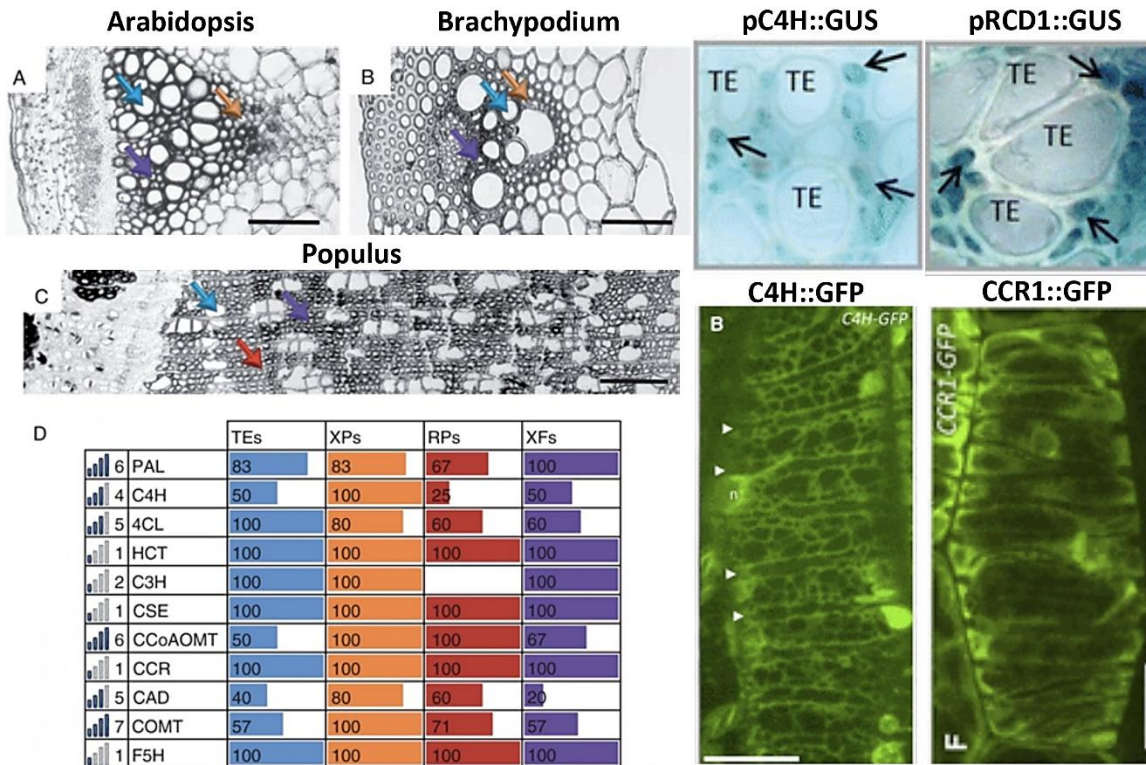 Arabidopsis
Brachypodium
pC4H::GUS
pRCD1::GUS
A
B
TE
TE
TE
TE
TE
TE
Populus
C
C4H::GFP
CCR1::GFP
B
C4H-GFP
n
CCR1-GFP
F
D
TEs XPs RPs XFs
6 PAL 83 83 67 100
4 C4H 50 100 25 50
5 4CL 100 80 60 60
1 HCT 100 100 100 100
2 C3H 100 100 100
1 CSE 100 100 100 100
6 CCoAOMT 50 100 100 67
1 CCR 100 100 100 100
5 CAD 40 80 60 20
7 COMT 57 100 71 57
1 F5H 100 100 100 100